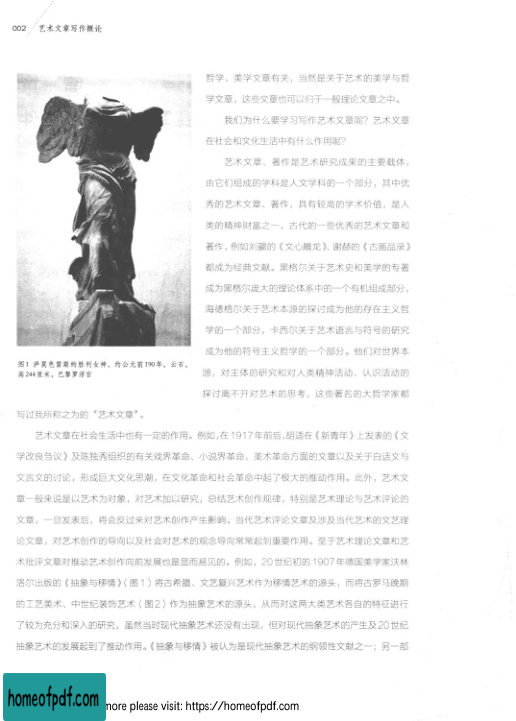 002
艺术文章写作概论
哲学、美学文章有关，当然是关于艺术的美学与哲
学文章，这些文章也可以归于一般理论文章之中。
我们为什么要学习写作艺术文章呢？艺术文章
在社会和文化生活中有什么作用呢？
艺术文章、著作是艺术研究成果的主要载体，
由它们组成的学科是人文学科的一个部分，其中优
秀的艺术文章、著作，具有较高的学术价值，是人
类的精神财富之一，古代的一些优秀的艺术文章和
著作，例如刘勰的《文心雕龙》、谢赫的《古画品录》
都成为经典文献。黑格尔关于艺术史和美学的专著
成为黑格尔庞大的理论体系中的一个有机组成部分，
海德格尔关于艺术本源的探讨成为他的存在主义哲
学的一个部分，卡西尔关于艺术语言与符号的研究
成为他的符号主义哲学的一个部分。他们对世界本
源，对主体的研究和对人类精神活动、认识活动的
探讨离不开对艺术的思考，这些著名的大哲学家都
图1 萨莫色雷斯的胜利女神，约公元前190年，云石，
高244厘米，巴黎罗浮宫
写过我所称之为的“艺术文章”。
艺术文章在社会生活中也有一定的作用。例如，在1917年前后，胡适在《新青年》上发表的《文
学改良刍议》及陈独秀组织的有关戏界革命、小说界革命、美术革命方面的文章以及关于白话文与
文言文的讨论，形成巨大文化思潮，在文化革命和社会革命中起了极大的推动作用。此外，艺术文
章一般来说是以艺术为对象，对艺术加以研究，总结艺术创作规律，特别是艺术理论与艺术评论的
文章，一旦发表后，将会反过来对艺术创作产生影响。当代艺术评论文章及涉及当代艺术的文艺理
论文章，对艺术创作的导向以及社会对艺术的观念导向常常起到重要作用。至于艺术理论文章和艺
术批评文章对推动艺术创作向前发展也是显而易见的。例如，20世纪初的1907年德国美学家沃林
洛尔出版的《抽象与移情》（图1）将古希腊、文艺复兴艺术作为移情艺术的源头，而将古罗马晚期
的工艺美术、中世纪装饰艺术（图2）作为抽象艺术的源头，从而对这两大类艺术各自的特征进行
了较为充分和深入的研究，虽然当时现代抽象艺术还没有出现，但对现代抽象艺术的产生及20世纪
抽象艺术的发展起到了推动作用。《抽象与移情》被认为是现代抽象艺术的纲领性文献之一；另一部
homeofpdf.com
more please visit: https://homeofpdf.com